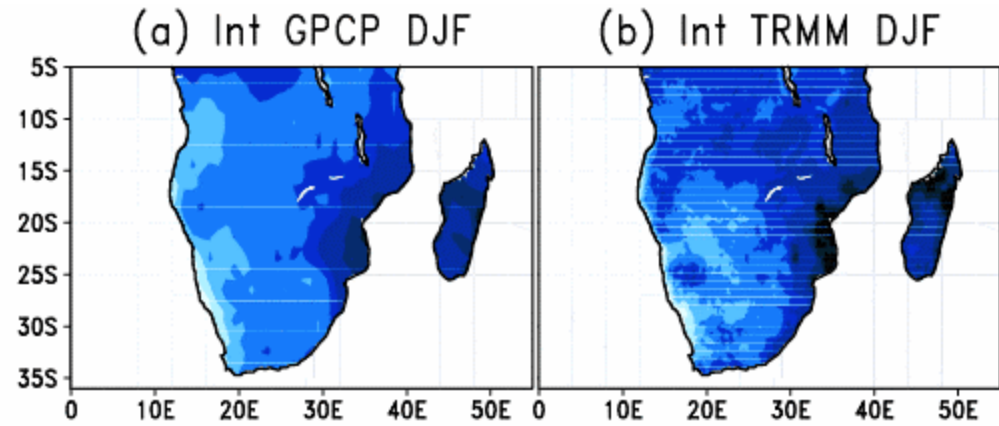 (a) Int GPCP DJF
(b) Int TRMM DJF
5S
10S
15S
20S
25S
30S
35S
0 10E 20E 30E 40E 50E
0 10E 20E 30E 40E 50E